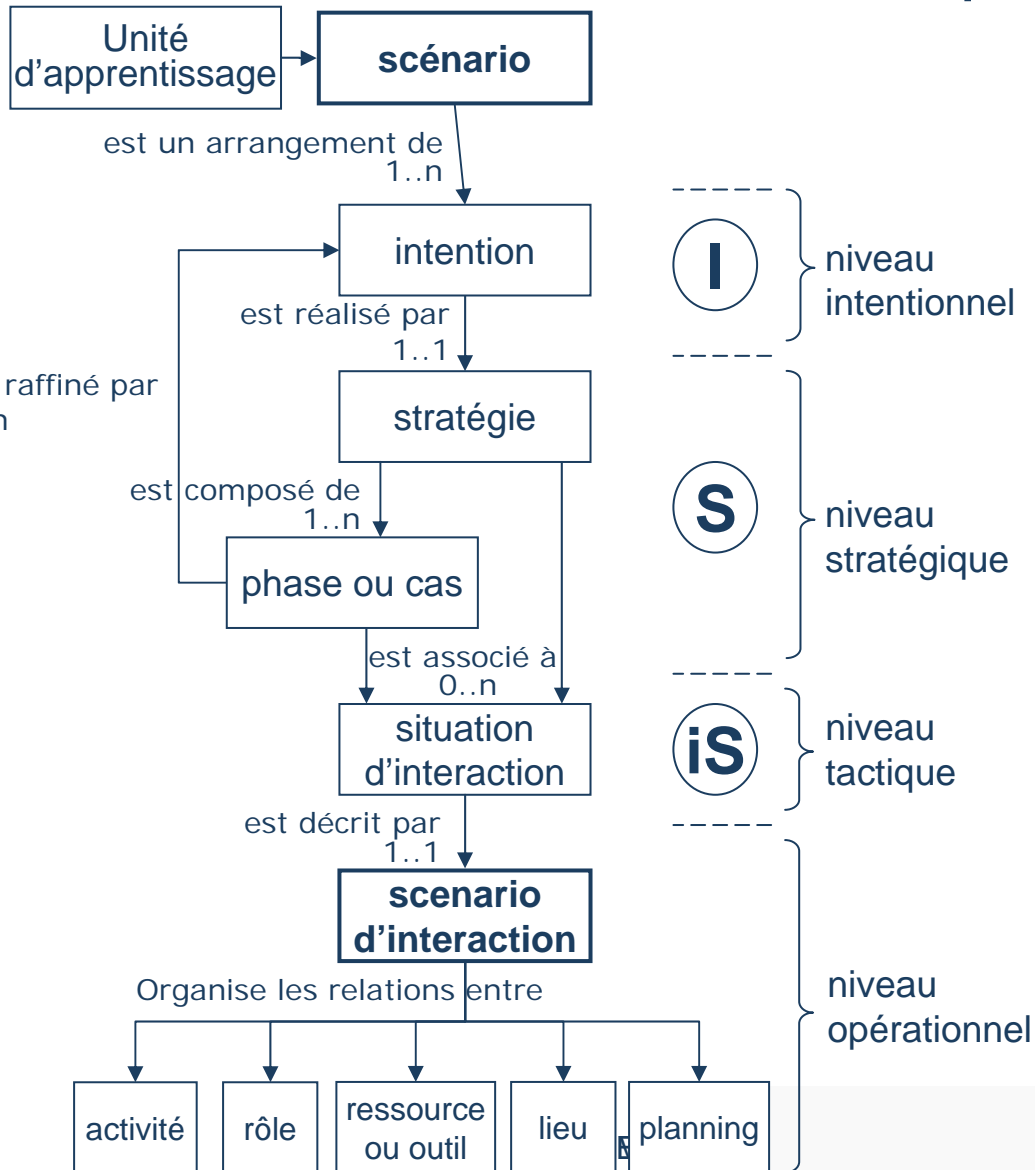 Unité
d'apprentissage
scénario
est un arrangement de
1..n
intention
I
niveau
intentionnel
est réalisé par
1..1
raffiné par
stratégie
S
niveau
stratégique
est composé de
1..n
phase ou cas
est associé à
0..n
situation
d'interaction
iS
niveau
tactique
est décrit par
1..1
scenario
d'interaction
Organise les relations entre
niveau
opérationnel
activité
rôle
ressource
ou outil
lieu
planning